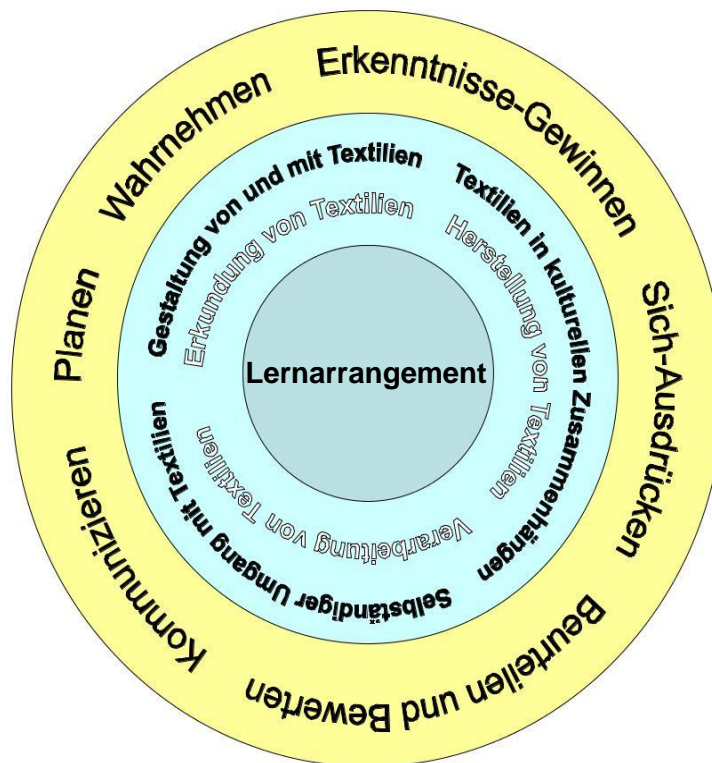 Erkenntnisse-Gewinnen
Sich-Ausdrücken
Beurteilen und Bewerten
Kommunizieren
Planen
Wahrnehmen
Gestaltung von und mit Textilien
Textilien in kulturellen Zusammenhängen
Selbständiger Umgang mit Textilien
Erkundung von Textilien
Herstellung von Textilien
Verarbeitung von Textilien
Lernarrangement